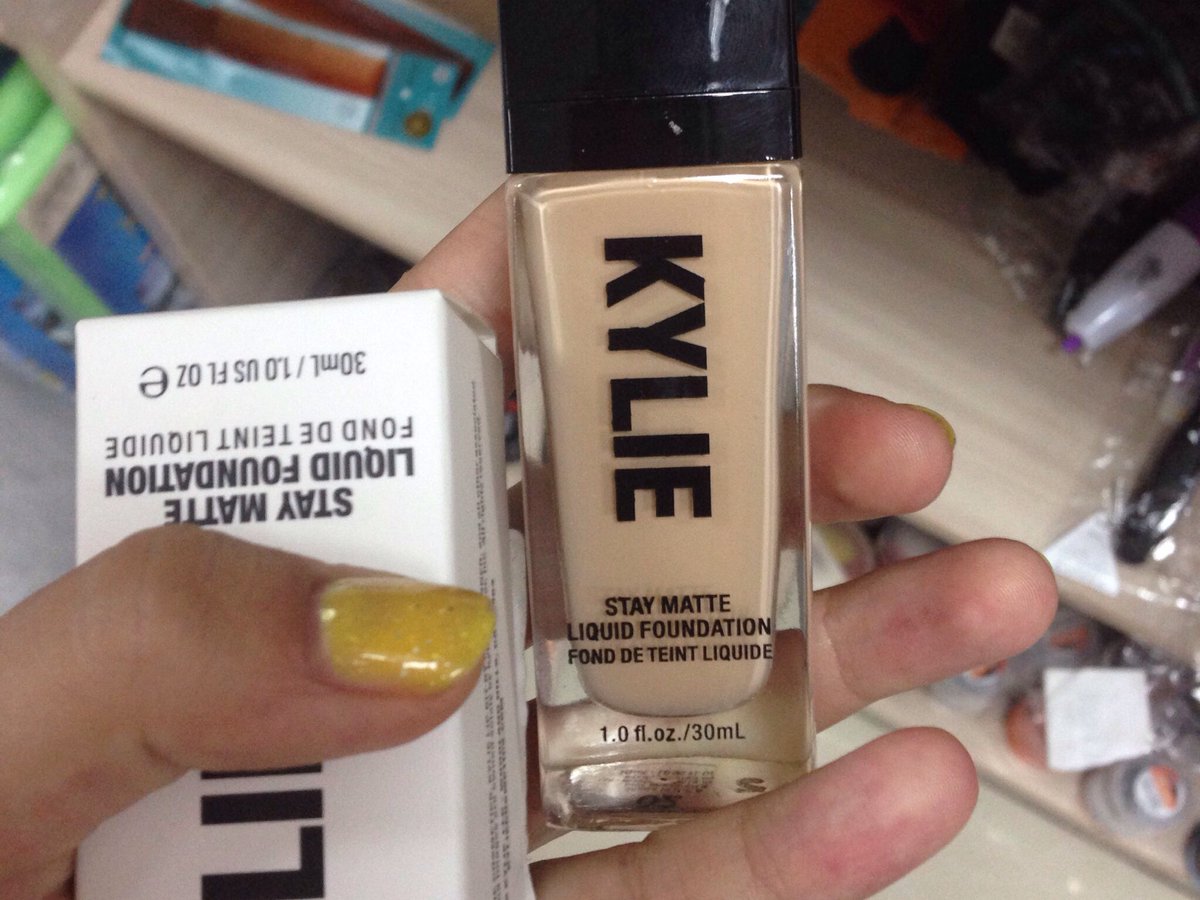 KYLIE
STAY MATTE
LIQUID FOUNDATION
FOND DE TEINT LIQUIDE
1.0 fl.oz./30mL
STAY MATTE
LIQUID FOUNDATION
FOND DE TEINT LIQUIDE
30mL / 1.0 US FL OZ e